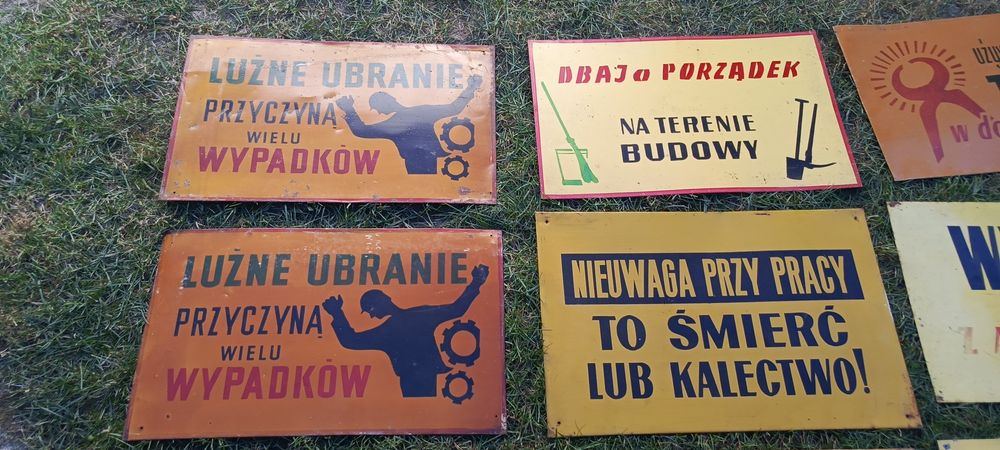 LUŹNE UBRANIE
PRZYCZYNĄ
WIELU
WYPADKÓW
DBAJ o PORZĄDEK
NA TERENIE
BUDOWY
LUŹNE UBRANIE
PRZYCZYNĄ
WIELU
WYPADKÓW
NIEUWAGA PRZY PRACY
TO ŚMIERĆ
LUB KALECTWO!